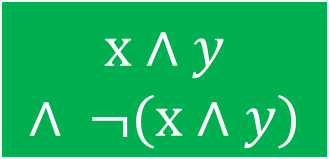 x ∧ y
∧ ¬(x ∧ y)